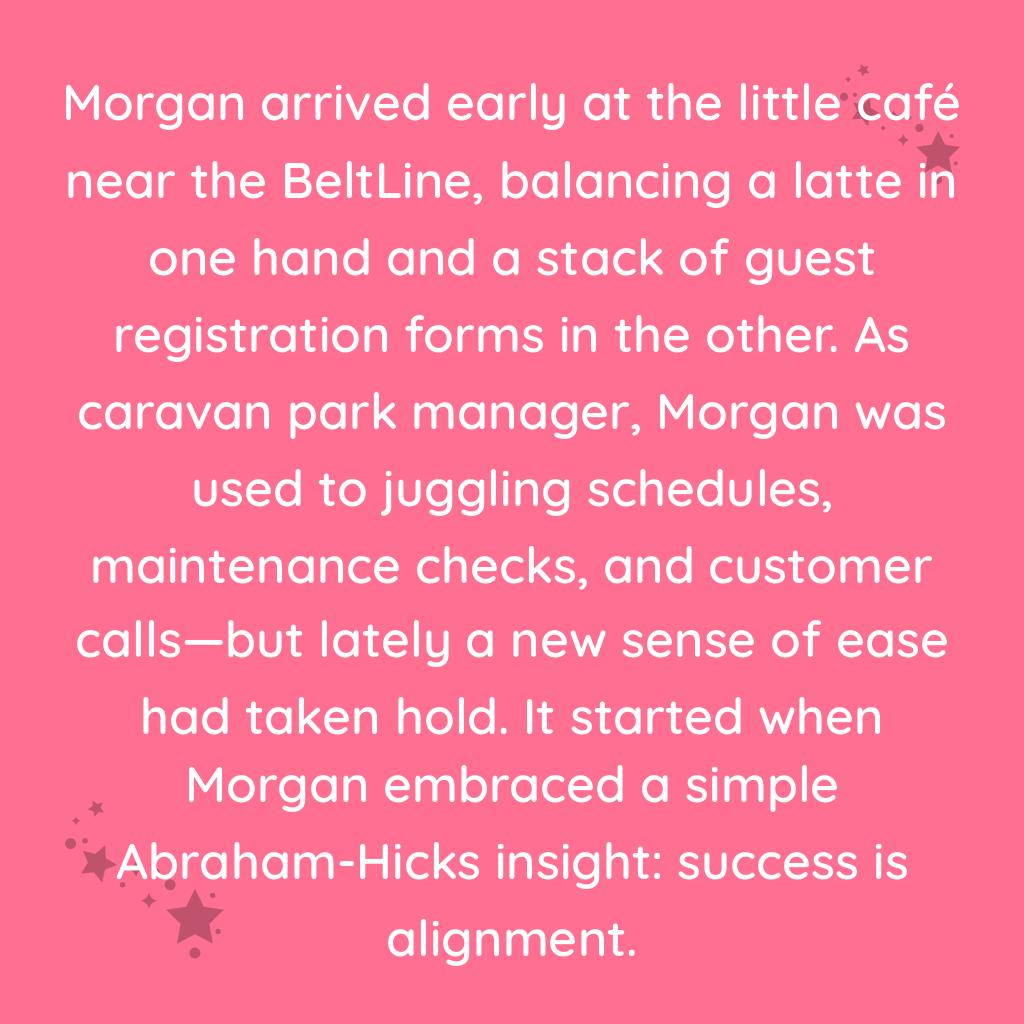 Morgan arrived early at the little café
near the BeltLine, balancing a latte in
one hand and a stack of guest
registration forms in the other. As
caravan park manager, Morgan was
used to juggling schedules,
maintenance checks, and customer
calls—but lately a new sense of ease
had taken hold. It started when
Morgan embraced a simple
Abraham-Hicks insight: success is
alignment.